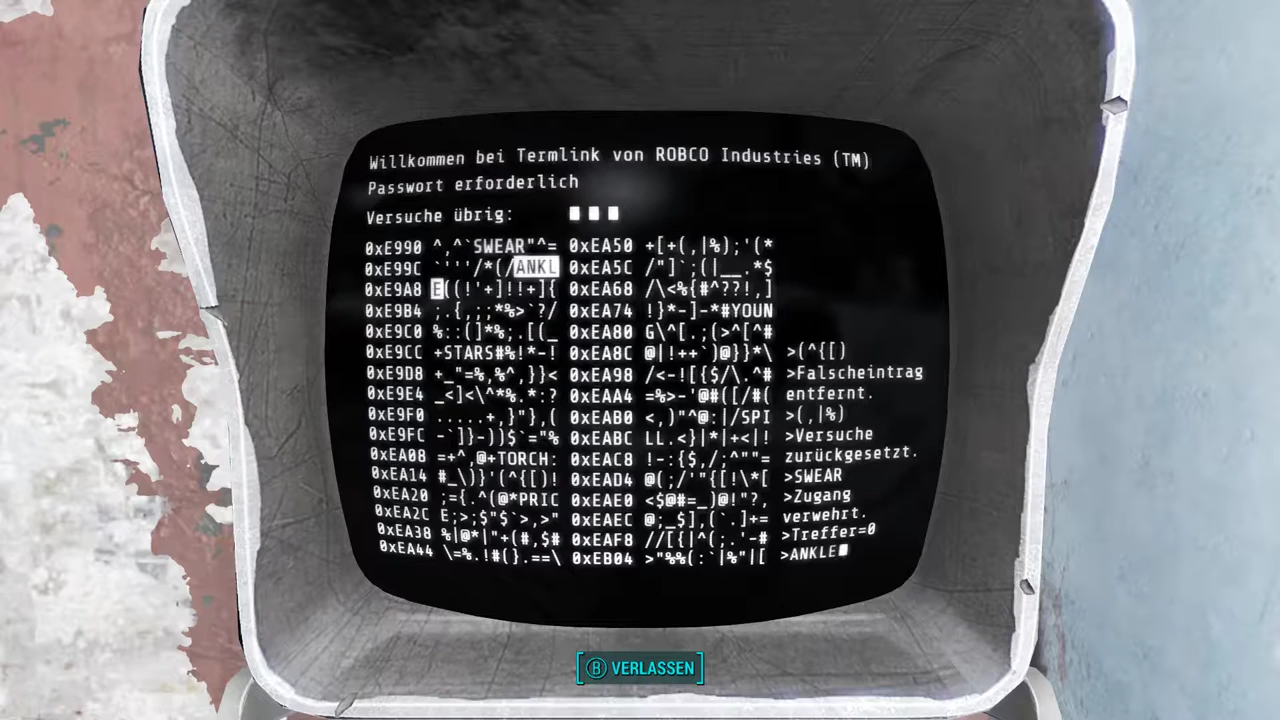 Willkommen bei Termlink von ROBCO Industries (TM)
Passwort erforderlich
Versuche übrig: ■ ■ ■
0xE990 ^,^`SWEAR"^= 0xEA50 +[+(,|%);'(*
0xE99C `'''/*(/ANKL 0xEA5C /"]`;(|__.*$
0xE9A8 E((!'+]!!+]{ 0xEA68 /\<%{#^??!,]
0xE9B4 ;.{,;;*%>`?/ 0xEA74 !}*-]-*#YOUN
0xE9C0 %::(]*%;.[(_ 0xEA80 G\^[.;(>^[^#
0xE9CC +STARS#%!*-! 0xEA8C @|!++`)@}}*\ >(^{[)
0xE9D8 +_"=%,%^,}}< 0xEA98 /<-![{$/\.^# >Falscheintrag
0xE9E4 _<]<\^*%.*:? 0xEAA4 =%>-'@#([/#( entfernt.
0xE9F0 .....+,}"},( 0xEAB0 <,)"^@:|/SPI >(,|%)
0xE9FC -`]}-))$`="% 0xEABC LL.<}|*|+<|! >Versuche
0xEA08 =+^,@+TORCH: 0xEAC8 !-:{$,/;^""= zurückgesetzt.
0xEA14 #_\)}'(^{[)! 0xEAD4 @(;/'"{[!\*[ >SWEAR
0xEA20 ;={.^(@*PRIC 0xEAE0 <$@#=_)@!"?, >Zugang
0xEA2C E;>;$"$`>,>" 0xEAEC @;_$],(`.]+= verwehrt.
0xEA38 %|@*|"+(#,$# 0xEAF8 //[{|^(;.'-# >Treffer=0
0xEA44 \=%.!#(}.==\ 0xEB04 >"%%(:`|%"|[ >ANKLE■
Ⓑ VERLASSEN